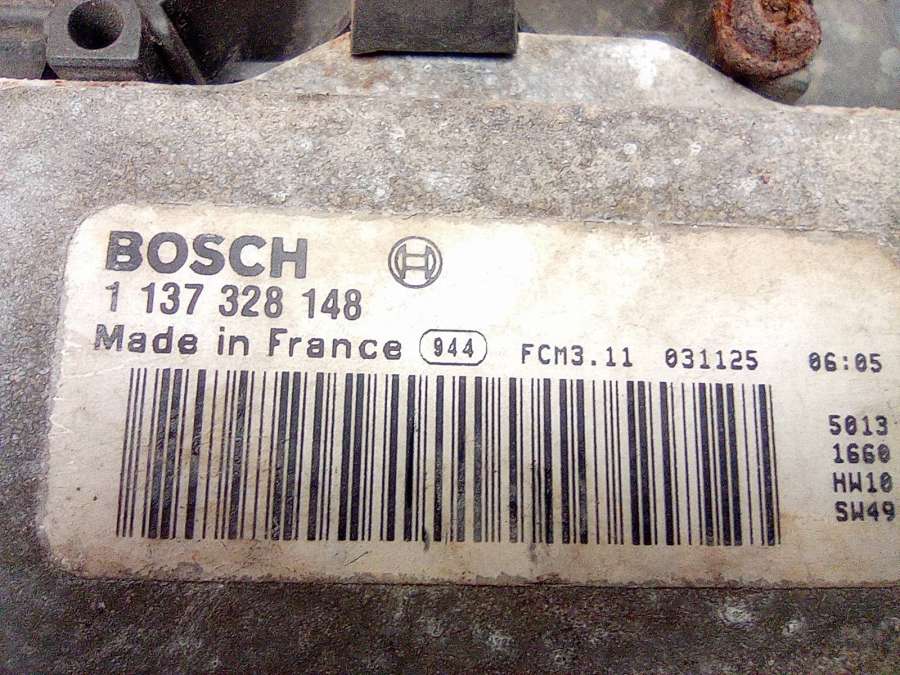 BOSCH
1 137 328 148
Made in France 944 FCM3.11 031125 06:05
5013
1660
HW10
SW49